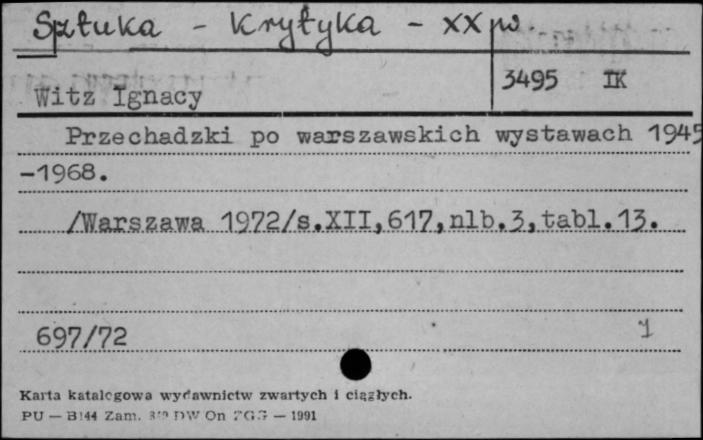 Sztuka - Krytyka - XX w.
Witz Ignacy
3495 IK
Przechadzki po warszawskich wystawach 1945
-1968.
/Warszawa 1972/s.XII,617,nlb.3,tabl.13.
697/72 1
Karta katalogowa wydawnictw zwartych i ciągłych.
PU — B144 Zam. DW On — 1991